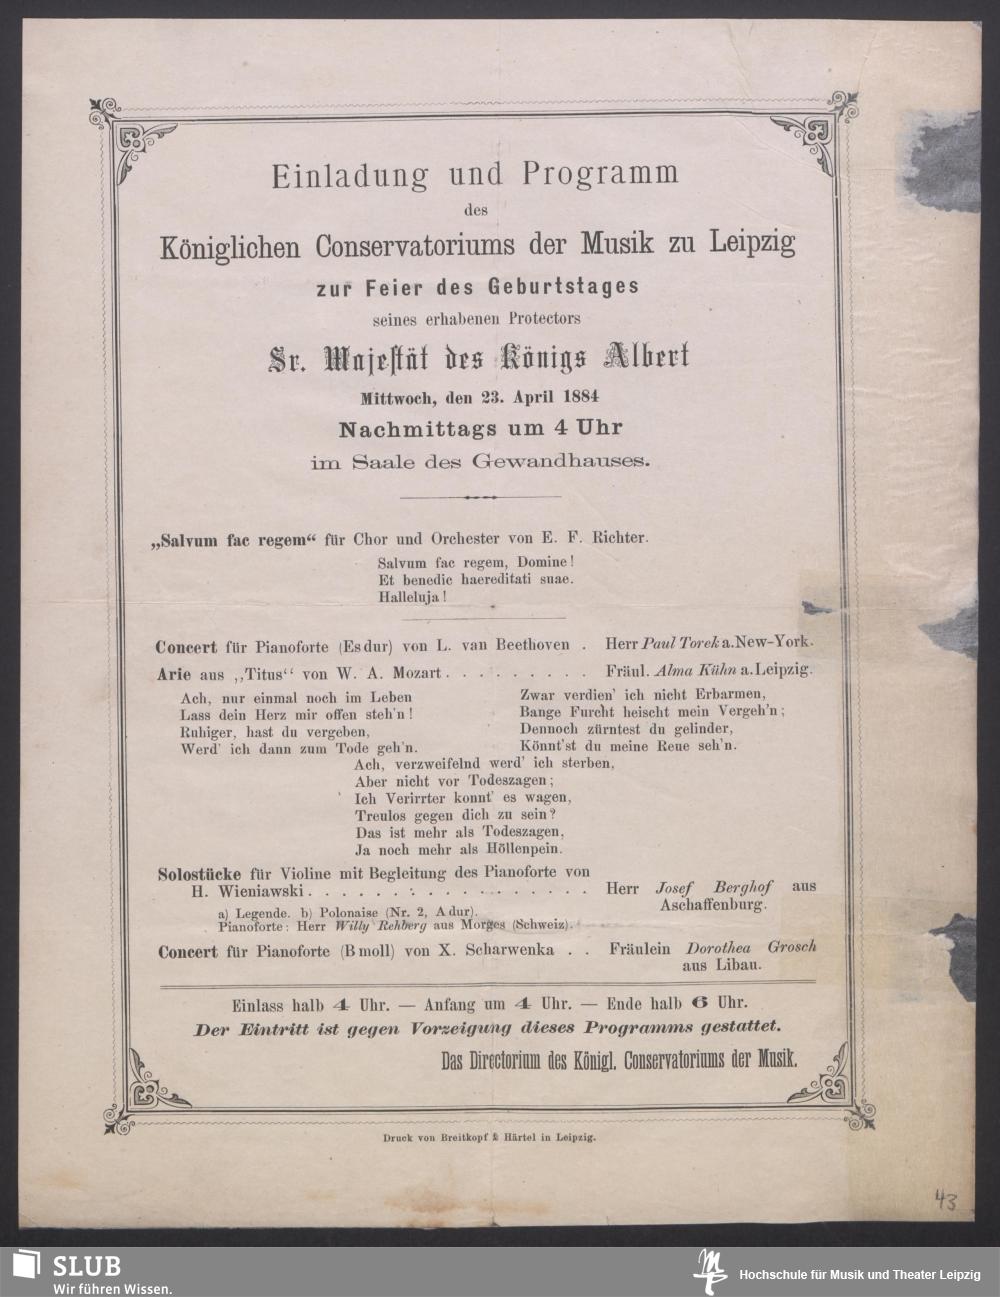 Einladung und Programm
des
Königlichen Conservatoriums der Musik zu Leipzig
zur Feier des Geburtstages
seines erhabenen Protectors
Sr. Majestät des Königs Albert
Mittwoch, den 23. April 1884
Nachmittags um 4 Uhr
im Saale des Gewandhauses.
„Salvum fac regem“ für Chor und Orchester von E. F. Richter.
Salvum fac regem, Domine!
Et benedic haereditati suae.
Halleluja!
Concert für Pianoforte (Es dur) von L. van Beethoven . Herr Paul Torek a. New-York.
Arie aus ,,Titus‘‘ von W. A. Mozart . . . . . . . . . Fräul. Alma Kühn a. Leipzig.
Ach, nur einmal noch im Leben
Lass dein Herz mir offen steh'n!
Ruhiger, hast du vergeben,
Werd' ich dann zum Tode geh'n.
Zwar verdien' ich nicht Erbarmen,
Bange Furcht heischt mein Vergeh'n;
Dennoch zürntest du gelinder,
Könnt'st du meine Reue seh'n.
Ach, verzweifelnd werd' ich sterben,
Aber nicht vor Todeszagen;
Ich Verirrter konnt' es wagen,
Treulos gegen dich zu sein?
Das ist mehr als Todeszagen,
Ja noch mehr als Höllenpein.
Solostücke für Violine mit Begleitung des Pianoforte von
H. Wieniawski . . . . . . . . . . . . . . . . . . Herr Josef Berghof aus
Aschaffenburg.
a) Legende. b) Polonaise (Nr. 2, A dur).
Pianoforte: Herr Willy Rehberg aus Morges (Schweiz).
Concert für Pianoforte (B moll) von X. Scharwenka . . Fräulein Dorothea Grosch
aus Libau.
Einlass halb 4 Uhr. — Anfang um 4 Uhr. — Ende halb 6 Uhr.
Der Eintritt ist gegen Vorzeigung dieses Programms gestattet.
Das Directorium des Königl. Conservatoriums der Musik.
Druck von Breitkopf & Härtel in Leipzig.
43
SLUB
Wir führen Wissen.
Hochschule für Musik und Theater Leipzig